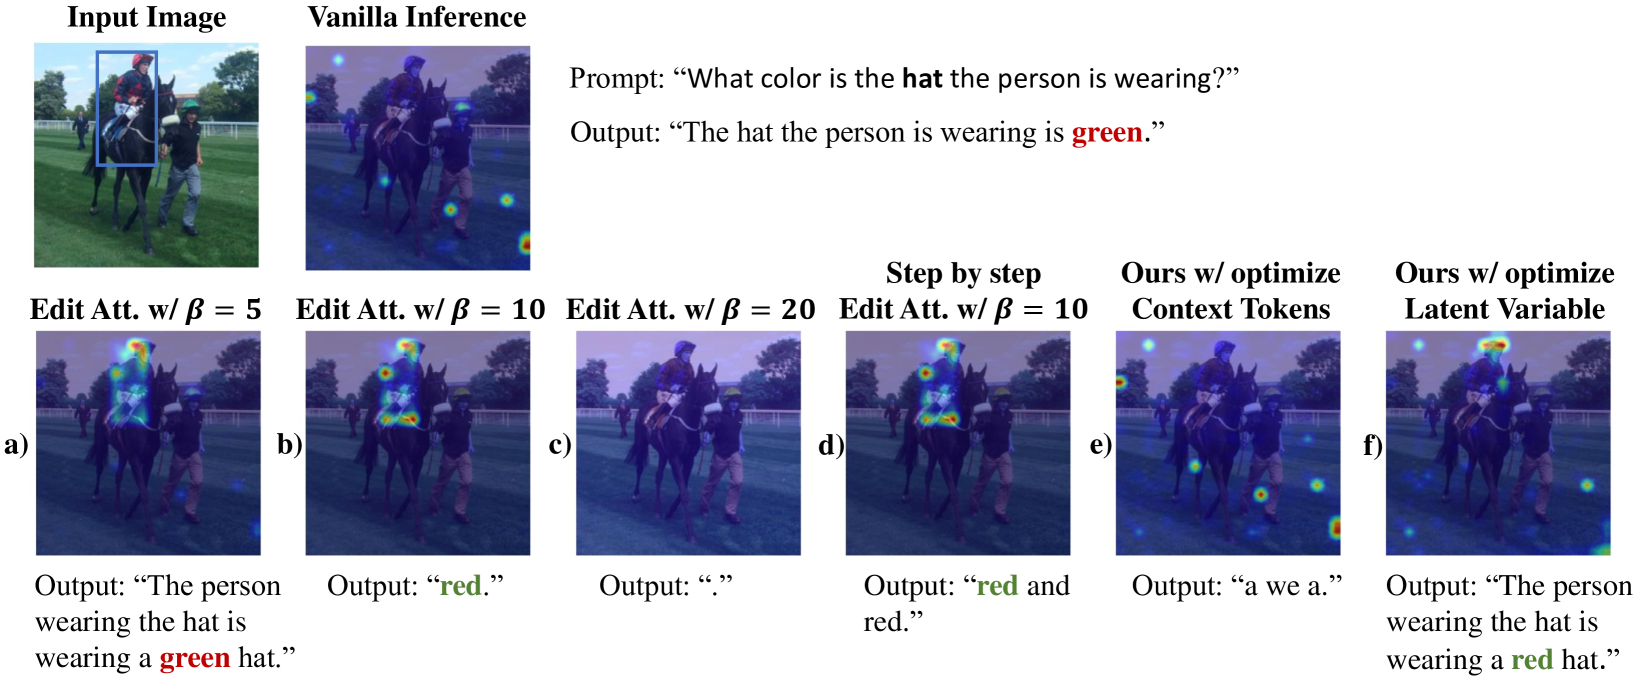 Input Image
Vanilla Inference
Prompt: “What color is the hat the person is wearing?”
Output: “The hat the person is wearing is green.”
Edit Att. w/ β = 5
Edit Att. w/ β = 10
Edit Att. w/ β = 20
Step by step
Edit Att. w/ β = 10
Ours w/ optimize
Context Tokens
Ours w/ optimize
Latent Variable
a)
b)
c)
d)
e)
f)
Output: “The person
wearing the hat is
wearing a green hat.”
Output: “red.”
Output: “.”
Output: “red and
red.”
Output: “a we a.”
Output: “The person
wearing the hat is
wearing a red hat.”